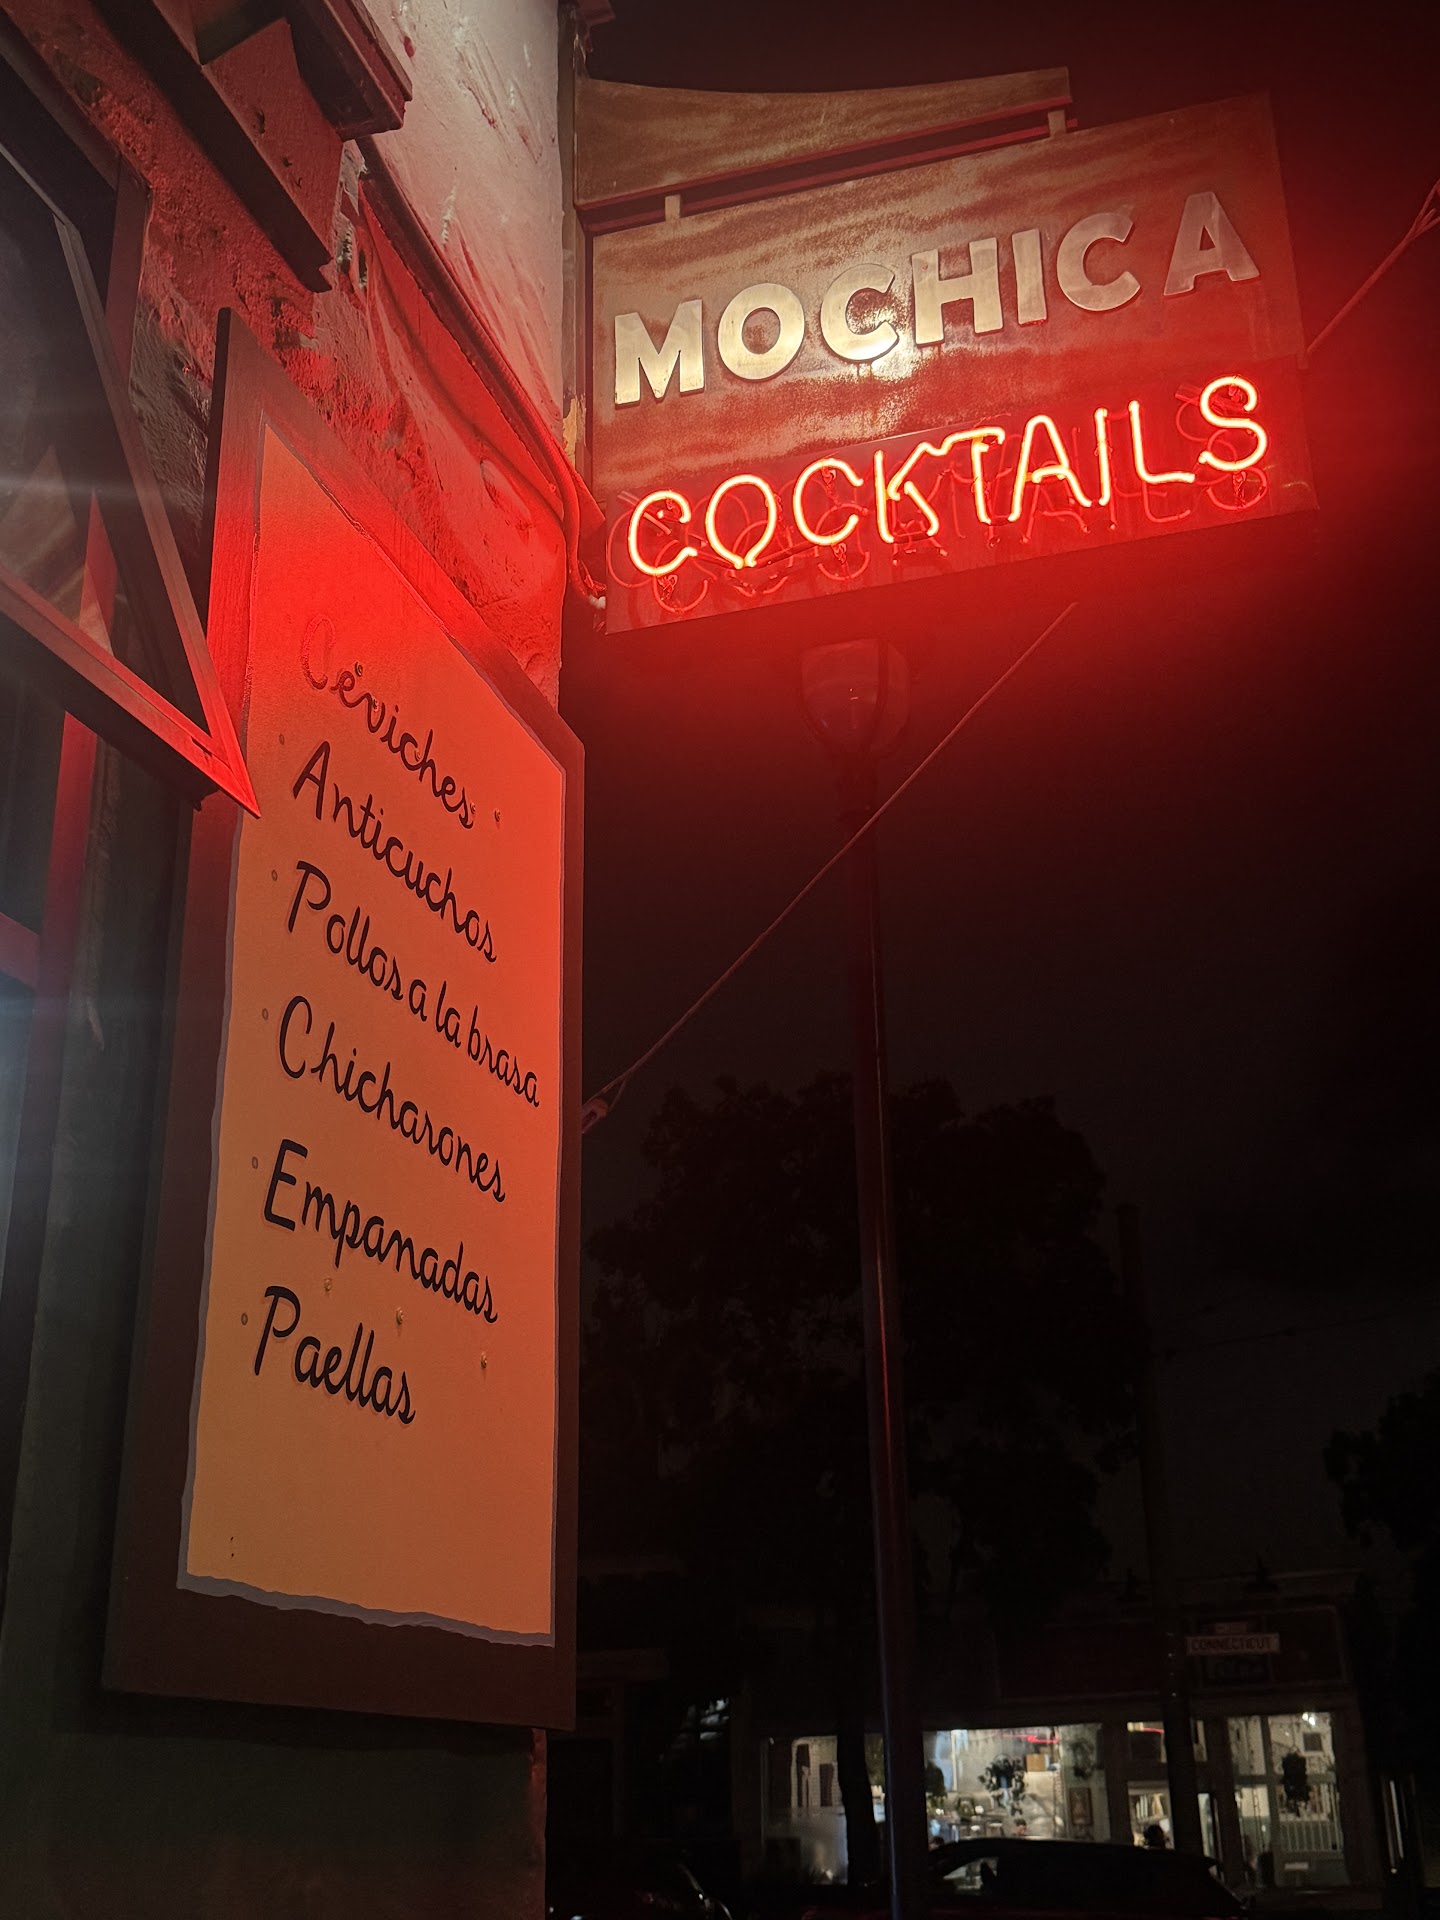 MOCHICA
COCKTAILS
Céviches
Anticuchos
Pollos a la brasa
Chicharones
Empanadas
Paellas
CONNECTICUT